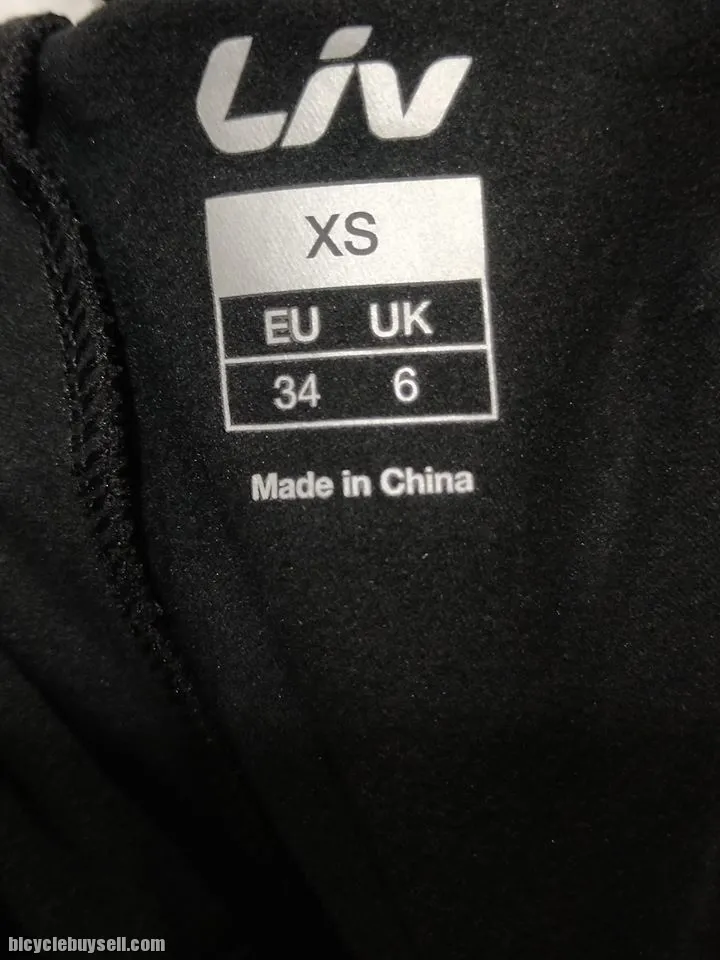 Liv
XS
EU UK
34 6
Made in China
bicyclebuysell.com